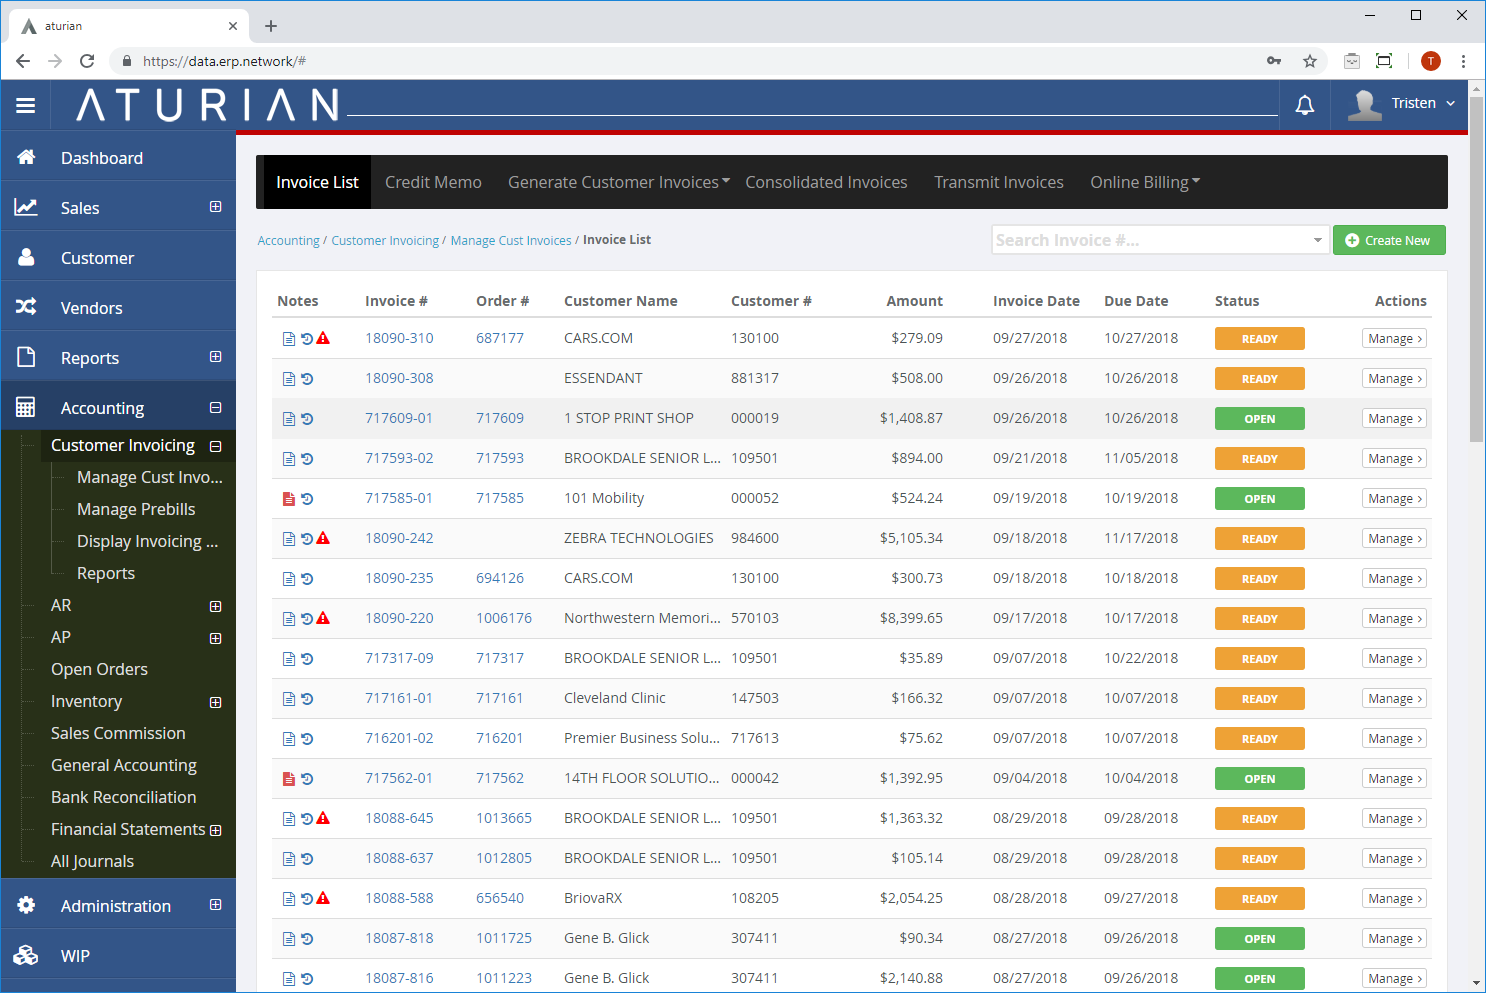 aturian
https://data.erp.network/#
T
ATURIAN
Tristen
Dashboard
Sales
Customer
Vendors
Reports
Accounting
Customer Invoicing
Manage Cust Invo...
Manage Prebills
Display Invoicing ...
Reports
AR
AP
Open Orders
Inventory
Sales Commission
General Accounting
Bank Reconciliation
Financial Statements
All Journals
Administration
WIP
Invoice List Credit Memo Generate Customer Invoices Consolidated Invoices Transmit Invoices Online Billing
Accounting / Customer Invoicing / Manage Cust Invoices / Invoice List
Search Invoice #...
Create New
Notes Invoice # Order # Customer Name Customer # Amount Invoice Date Due Date Status Actions
18090-310 687177 CARS.COM 130100 $279.09 09/27/2018 10/27/2018 READY Manage ›
18090-308 ESSENDANT 881317 $508.00 09/26/2018 10/26/2018 READY Manage ›
717609-01 717609 1 STOP PRINT SHOP 000019 $1,408.87 09/26/2018 10/26/2018 OPEN Manage ›
717593-02 717593 BROOKDALE SENIOR L... 109501 $894.00 09/21/2018 11/05/2018 READY Manage ›
717585-01 717585 101 Mobility 000052 $524.24 09/19/2018 10/19/2018 OPEN Manage ›
18090-242 ZEBRA TECHNOLOGIES 984600 $5,105.34 09/18/2018 11/17/2018 READY Manage ›
18090-235 694126 CARS.COM 130100 $300.73 09/18/2018 10/18/2018 READY Manage ›
18090-220 1006176 Northwestern Memori... 570103 $8,399.65 09/17/2018 10/17/2018 READY Manage ›
717317-09 717317 BROOKDALE SENIOR L... 109501 $35.89 09/07/2018 10/22/2018 READY Manage ›
717161-01 717161 Cleveland Clinic 147503 $166.32 09/07/2018 10/07/2018 READY Manage ›
716201-02 716201 Premier Business Solu... 717613 $75.62 09/07/2018 10/07/2018 READY Manage ›
717562-01 717562 14TH FLOOR SOLUTIO... 000042 $1,392.95 09/04/2018 10/04/2018 OPEN Manage ›
18088-645 1013665 BROOKDALE SENIOR L... 109501 $1,363.32 08/29/2018 09/28/2018 READY Manage ›
18088-637 1012805 BROOKDALE SENIOR L... 109501 $105.14 08/29/2018 09/28/2018 READY Manage ›
18088-588 656540 BriovaRX 108205 $2,054.25 08/28/2018 09/27/2018 READY Manage ›
18087-818 1011725 Gene B. Glick 307411 $90.34 08/27/2018 09/26/2018 OPEN Manage ›
18087-816 1011223 Gene B. Glick 307411 $2,140.88 08/27/2018 09/26/2018 OPEN Manage ›